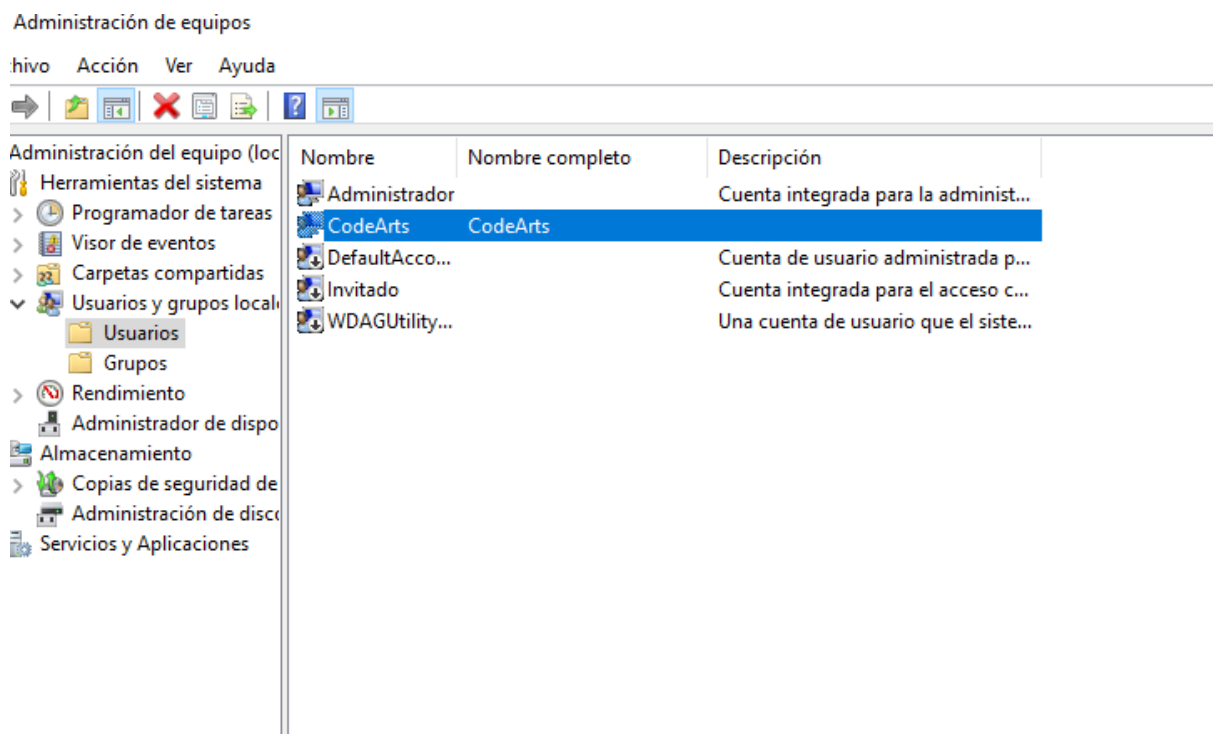 Administración de equipos
hivo Acción Ver Ayuda
Administración del equipo (loc
Herramientas del sistema
Programador de tareas
Visor de eventos
Carpetas compartidas
Usuarios y grupos local
Usuarios
Grupos
Rendimiento
Administrador de dispo
Almacenamiento
Copias de seguridad de
Administración de disco
Servicios y Aplicaciones
Nombre Nombre completo Descripción
Administrador Cuenta integrada para la administ...
CodeArts CodeArts
DefaultAcco... Cuenta de usuario administrada p...
Invitado Cuenta integrada para el acceso c...
WDAGUtility... Una cuenta de usuario que el siste...